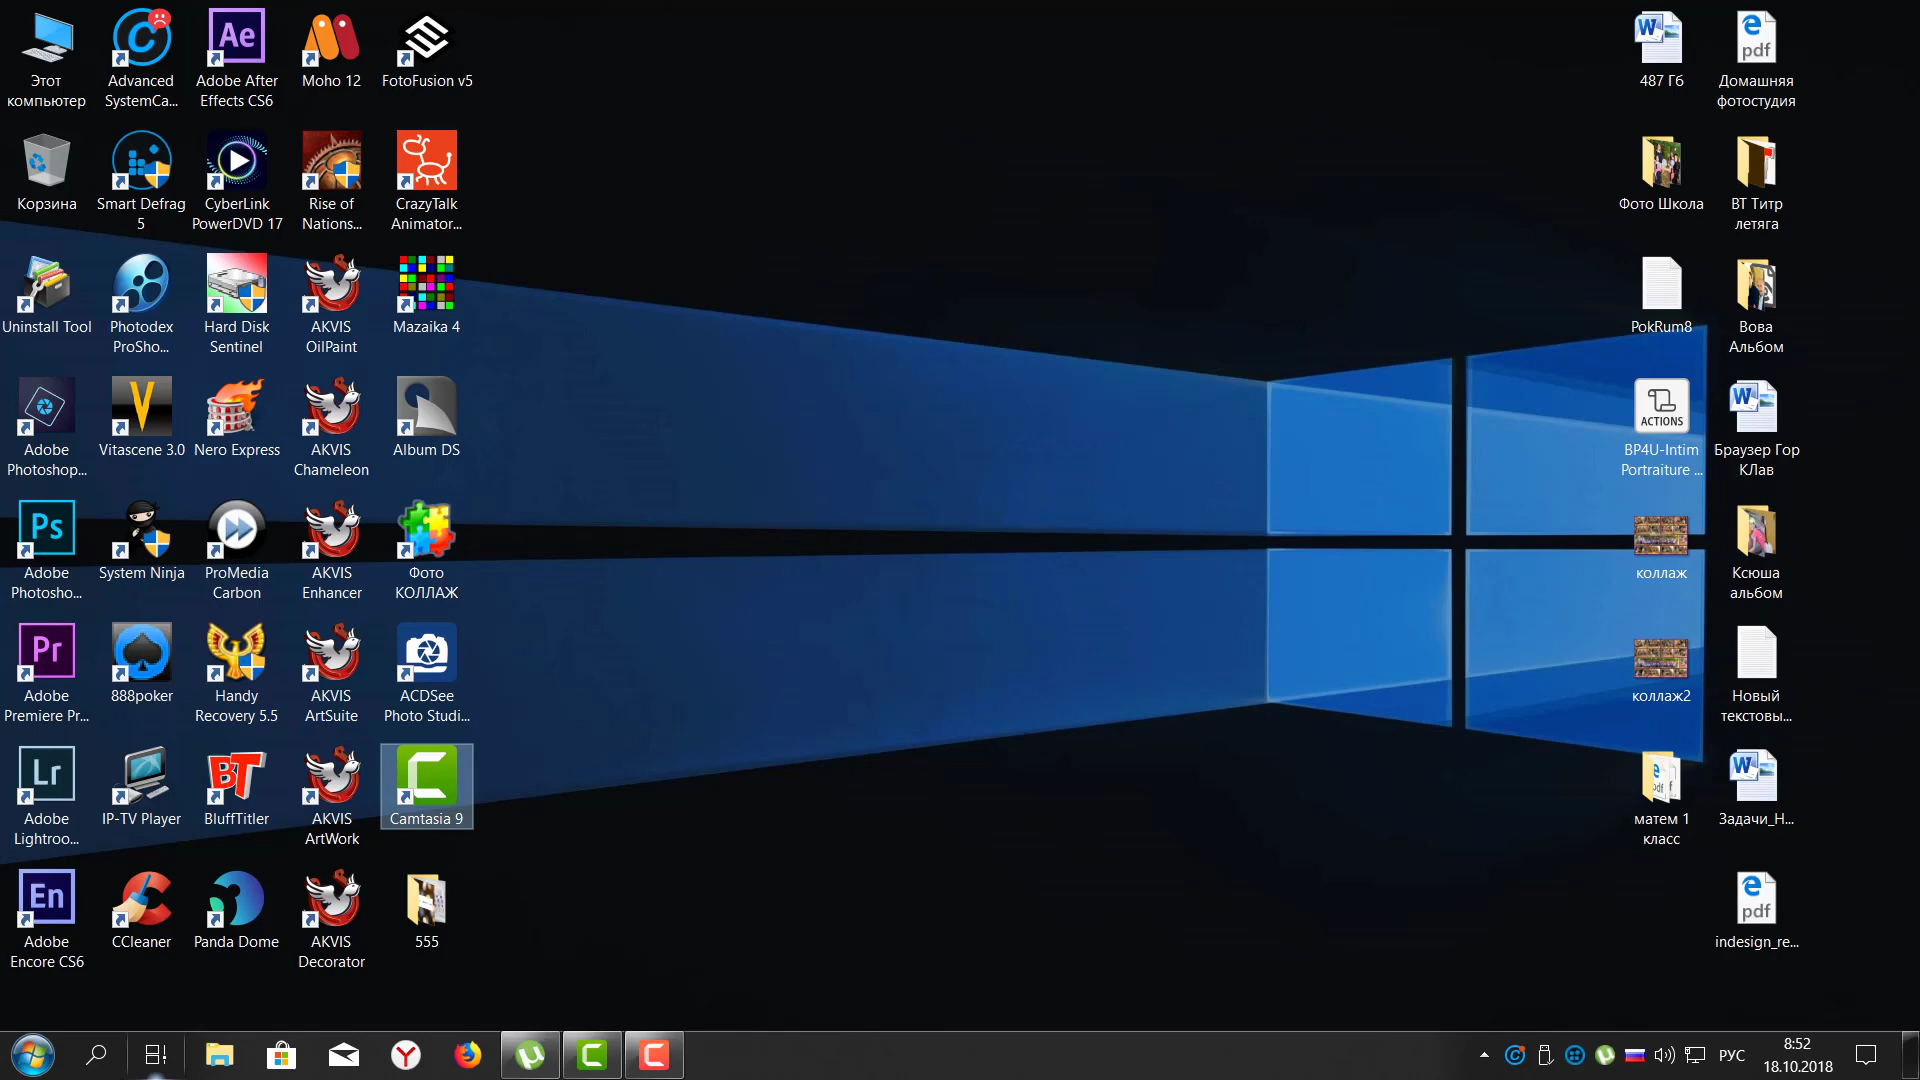 Этот
компьютер
Advanced
SystemCa...
Ae
Adobe After
Effects CS6
Moho 12
FotoFusion v5
487 Гб
pdf
Домашняя
фотостудия
Корзина
Smart Defrag
5
CyberLink
PowerDVD 17
Rise of
Nations...
CrazyTalk
Animator...
Фото Школа
BT Титр
летяга
Uninstall Tool
Photodex
ProSho...
Hard Disk
Sentinel
AKVIS
OilPaint
Mazaika 4
PokRum8
Вова
Альбом
Adobe
Photoshop...
Vitascene 3.0
Nero Express
AKVIS
Chameleon
Album DS
ACTIONS
BP4U-Intim
Portraiture ...
Браузер Гор
КЛав
Ps
Adobe
Photosho...
System Ninja
ProMedia
Carbon
AKVIS
Enhancer
Фото
КОЛЛАЖ
коллаж
Ксюша
альбом
Pr
Adobe
Premiere Pr...
888poker
Handy
Recovery 5.5
AKVIS
ArtSuite
ACDSee
Photo Studi...
коллаж2
Новый
текстовы...
Lr
Adobe
Lightroo...
IP-TV Player
BT
BluffTitler
AKVIS
ArtWork
Camtasia 9
pdf
матем 1
класс
Задачи_Н...
En
Adobe
Encore CS6
CCleaner
Panda Dome
AKVIS
Decorator
555
pdf
indesign_re...
РУС
8:52
18.10.2018